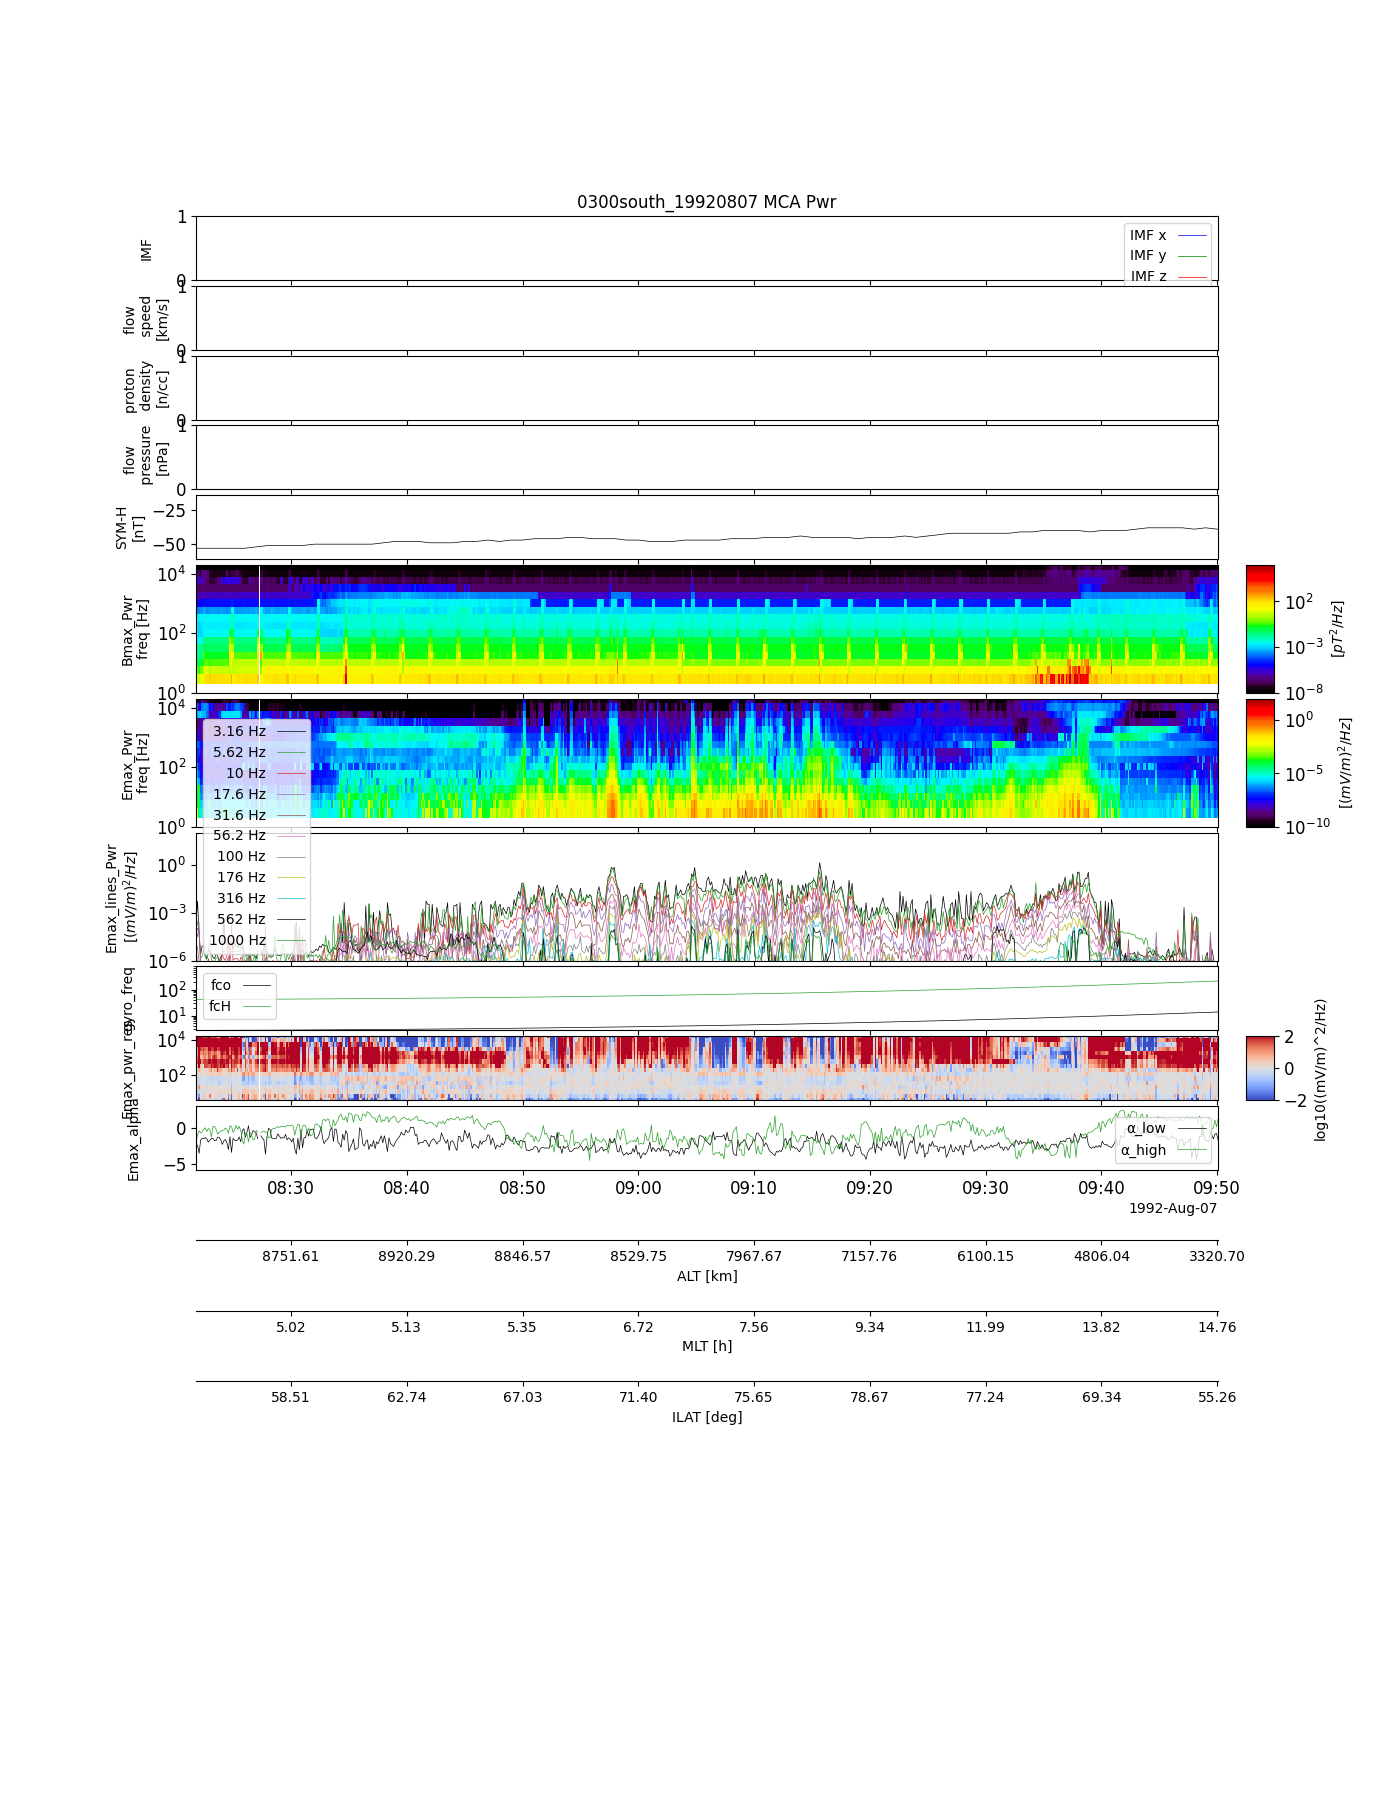 0300south_19920807 MCA Pwr
1
0
IMF
IMF x
IMF y
IMF z
1
0
flow
speed
[km/s]
1
0
proton
density
[n/cc]
1
0
flow
pressure
[nPa]
−25
−50
SYM-H
[nT]
10^4
10^2
10^0
Bmax_Pwr
freq [Hz]
10^2
10^−3
10^−8
[pT^2/Hz]
10^4
10^2
10^0
Emax_Pwr
freq [Hz]
10^0
10^−5
10^−10
[(mV/m)^2/Hz]
3.16 Hz
5.62 Hz
10 Hz
17.6 Hz
31.6 Hz
56.2 Hz
100 Hz
176 Hz
316 Hz
562 Hz
1000 Hz
10^0
10^−3
10^−6
Emax_lines_Pwr
[(mV/m)^2/Hz]
10^2
10^1
gyro_freq
fco
fcH
10^4
10^2
Emax_pwr_reg
2
0
−2
log10((mV/m)^2/Hz)
0
−5
Emax_alpha
α_low
α_high
08:30 08:40 08:50 09:00 09:10 09:20 09:30 09:40 09:50
1992-Aug-07
8751.61 8920.29 8846.57 8529.75 7967.67 7157.76 6100.15 4806.04 3320.70
ALT [km]
5.02 5.13 5.35 6.72 7.56 9.34 11.99 13.82 14.76
MLT [h]
58.51 62.74 67.03 71.40 75.65 78.67 77.24 69.34 55.26
ILAT [deg]